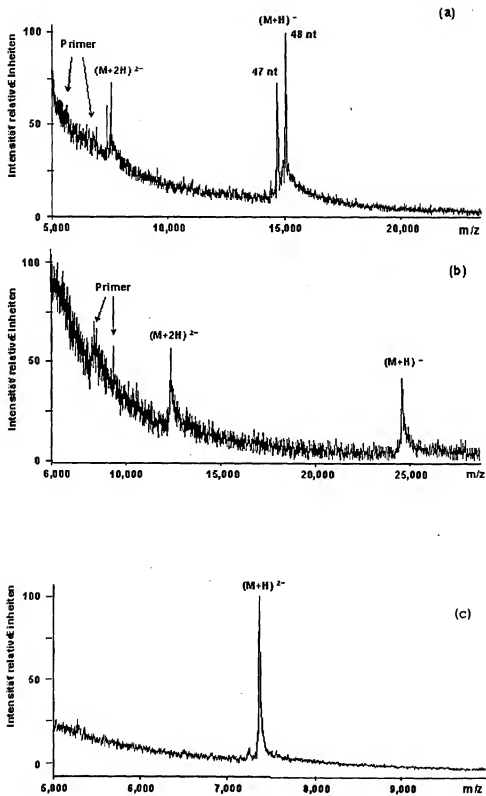 (a)
(M+H) –
100
48 nt
Primer
(M+2H) 2–
47 nt
50
0
Intensität relative Einheiten
5,000 10,000 15,000 20,000 m/z
(b)
100
Primer
(M+2H) 2–
(M+H) –
50
0
Intensität relative Einheiten
6,000 10,000 15,000 20,000 25,000 m/z
(M+H) 2–
100
(c)
50
0
Intensität relative Einheiten
5,000 6,000 7,000 8,000 9,000 m/z